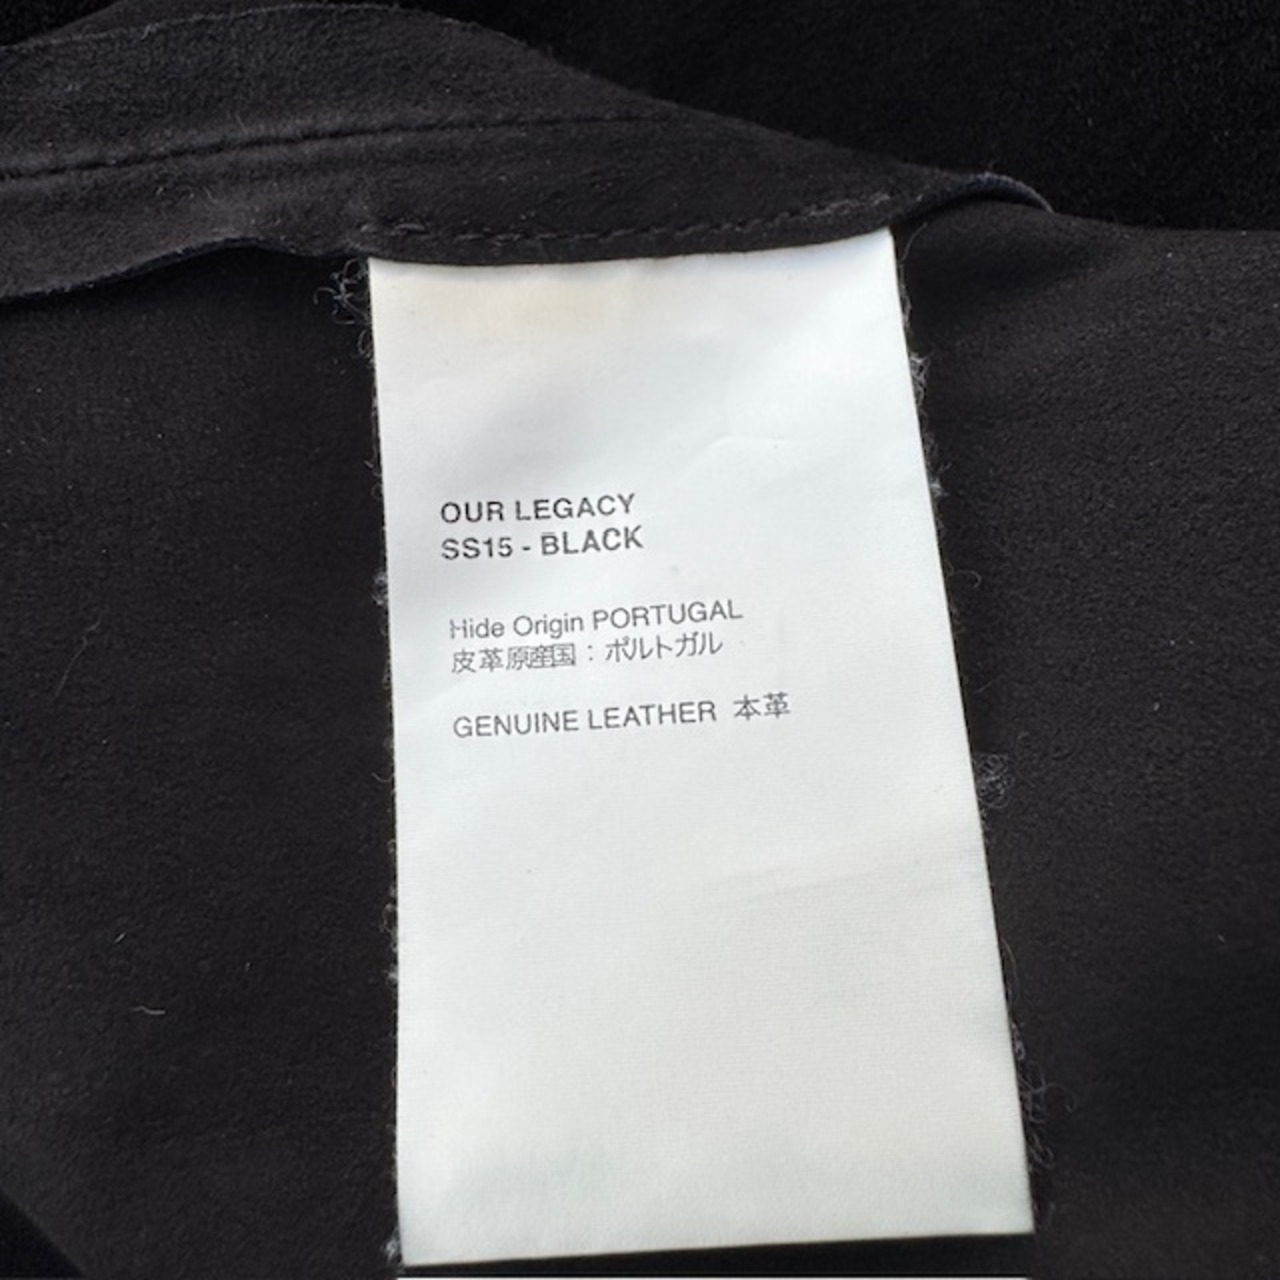 OUR LEGACY
SS15 - BLACK
Hide Origin PORTUGAL
皮革原産国：ポルトガル
GENUINE LEATHER 本革